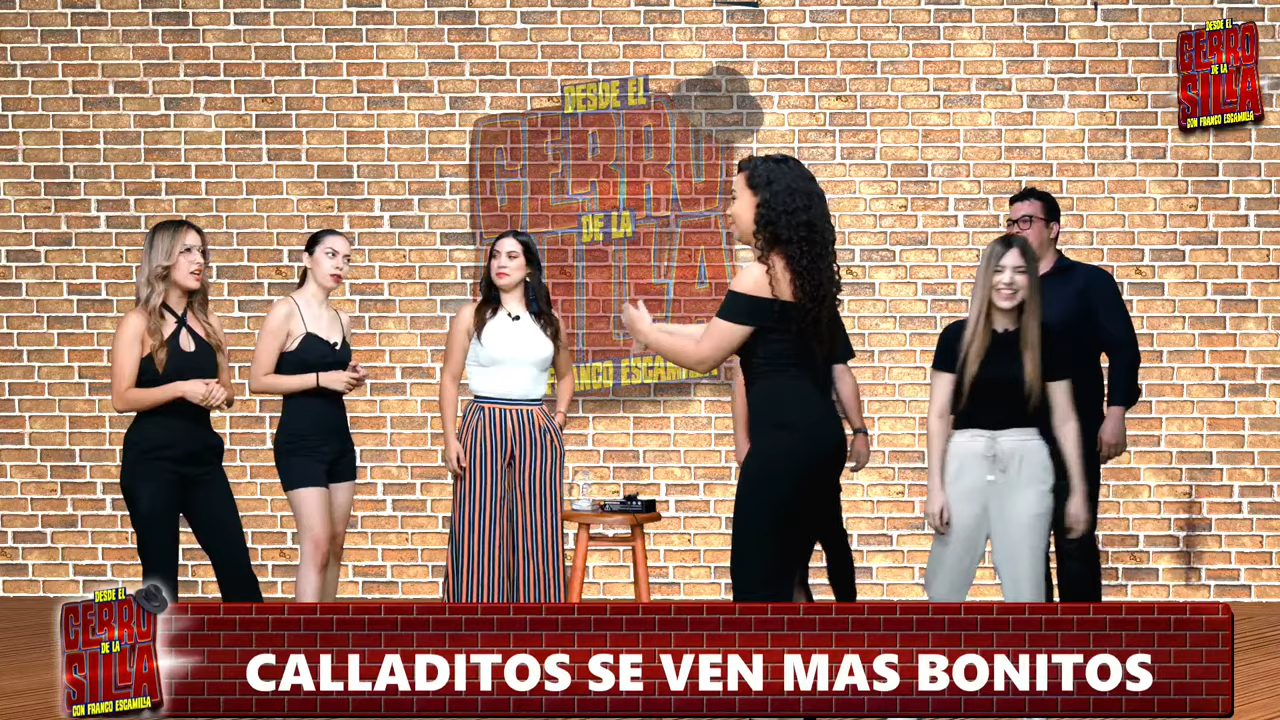 DESDE EL
CERRO
DE LA
SILLA
CON FRANCO ESCAMILLA
DESDE EL
CERRO
DE LA
SILLA
FRANCO ESCAMILLA
DESDE EL
CERRO
DE LA
SILLA
CON FRANCO ESCAMILLA
CALLADITOS SE VEN MAS BONITOS